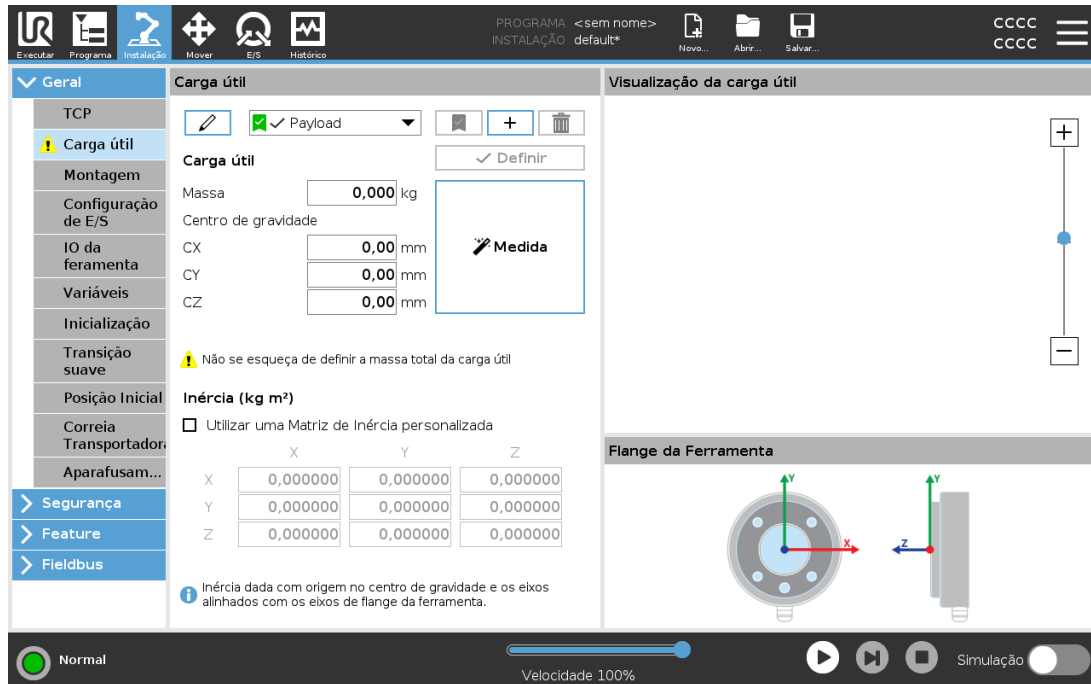 Executar
Programa
Instalação
Mover
E/S
Histórico
PROGRAMA <sem nome>
INSTALAÇÃO default*
Novo...
Abrir...
Salvar...
CCCC
CCCC
Geral
TCP
Carga útil
Montagem
Configuração
de E/S
IO da
feramenta
Variáveis
Inicialização
Transição
suave
Posição Inicial
Correia
Transportadora
Aparafusam...
Segurança
Feature
Fieldbus
Carga útil
Payload
Carga útil
Definir
Massa 0,000 kg
Centro de gravidade
CX 0,00 mm
CY 0,00 mm
CZ 0,00 mm
Medida
Não se esqueça de definir a massa total da carga útil
Inércia (kg m²)
Utilizar uma Matriz de Inércia personalizada
X Y Z
X 0,000000 0,000000 0,000000
Y 0,000000 0,000000 0,000000
Z 0,000000 0,000000 0,000000
Inércia dada com origem no centro de gravidade e os eixos
alinhados com os eixos de flange da ferramenta.
Visualização da carga útil
Flange da Ferramenta
Y
X
Y
Z
Normal
Velocidade 100%
Simulação